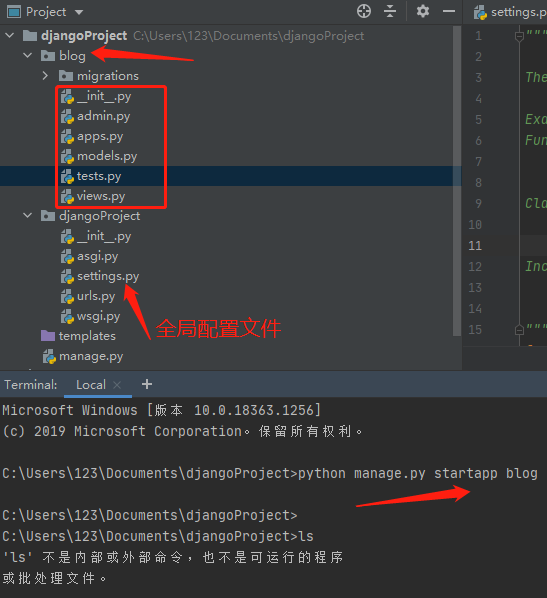 Project
settings.p
djangoProject C:\Users\123\Documents\djangoProject
blog
migrations
__init__.py
admin.py
apps.py
models.py
tests.py
views.py
djangoProject
__init__.py
asgi.py
settings.py
urls.py
wsgi.py
全局配置文件
templates
manage.py
1 """
2
3 The
4
5 Exa
6 Fun
7
8
9 Cla
10
11
12 Inc
13
14
15 """
Terminal: Local × +
Microsoft Windows [版本 10.0.18363.1256]
(c) 2019 Microsoft Corporation。保留所有权利。
C:\Users\123\Documents\djangoProject>python manage.py startapp blog
C:\Users\123\Documents\djangoProject>
C:\Users\123\Documents\djangoProject>ls
'ls' 不是内部或外部命令，也不是可运行的程序
或批处理文件。